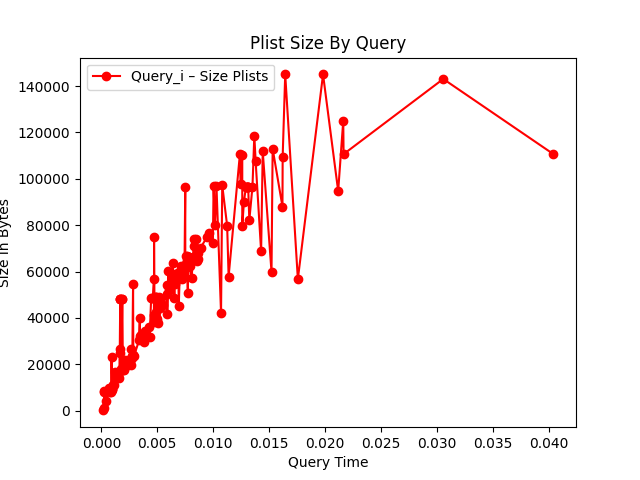 Plist Size By Query
Query_i – Size Plists
140000
120000
100000
80000
60000
40000
20000
0
Size in Bytes
0.000 0.005 0.010 0.015 0.020 0.025 0.030 0.035 0.040
Query Time